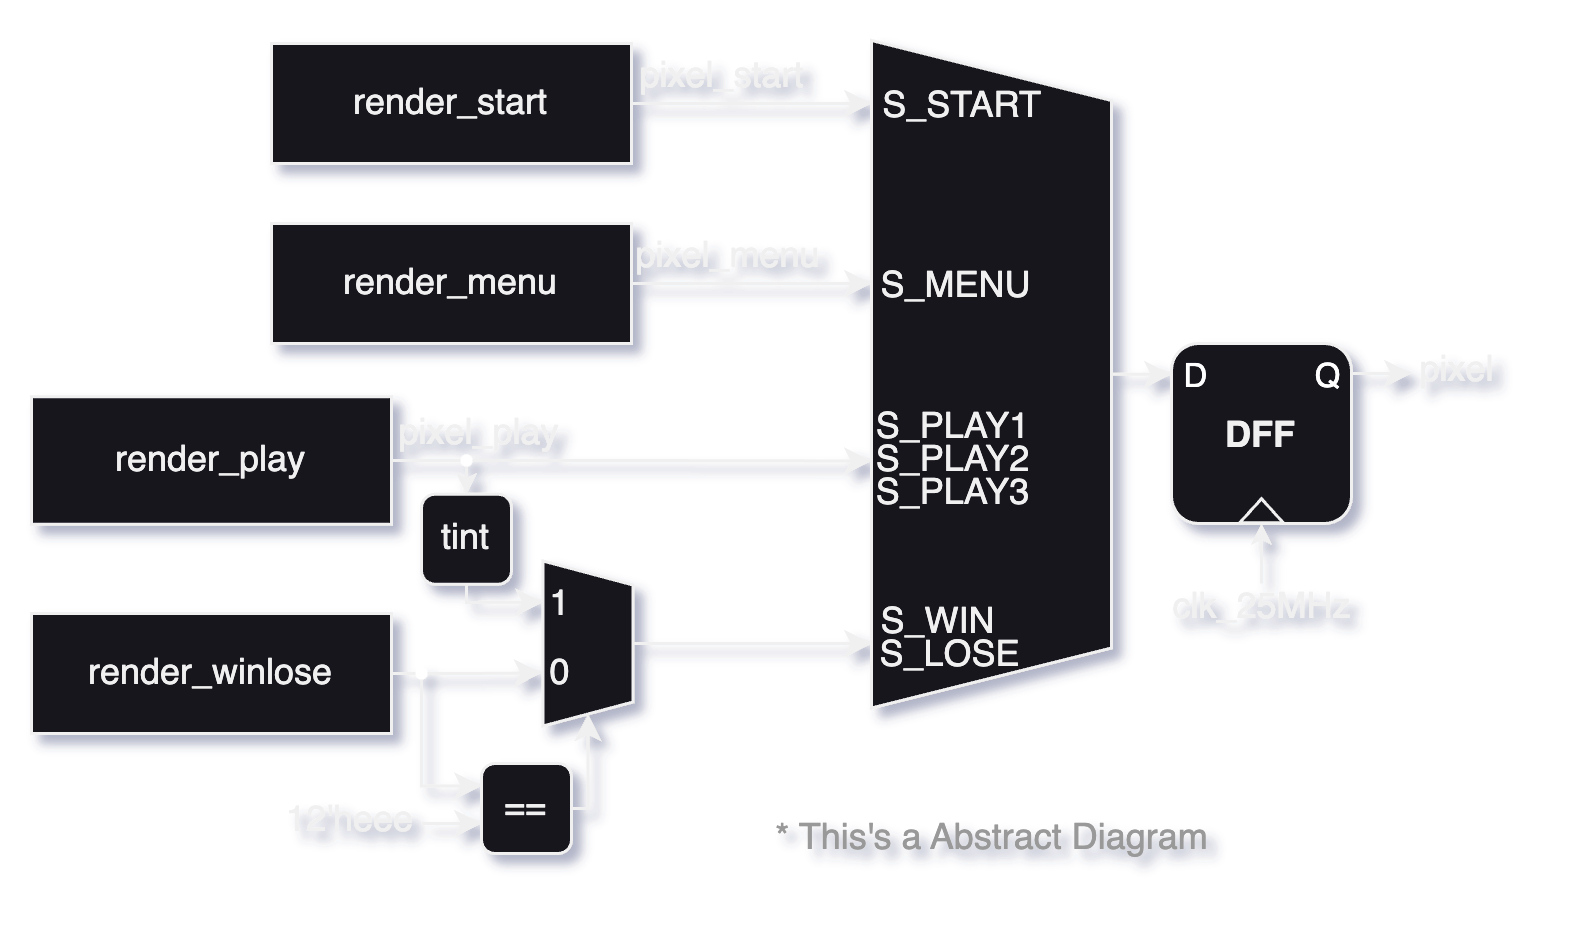 render_start
pixel_start
S_START
render_menu
pixel_menu
S_MENU
render_play
pixel_play
S_PLAY1
S_PLAY2
S_PLAY3
D
Q
DFF
pixel
clk_25MHz
tint
1
0
S_WIN
S_LOSE
render_winlose
12'heee
==
* This's a Abstract Diagram